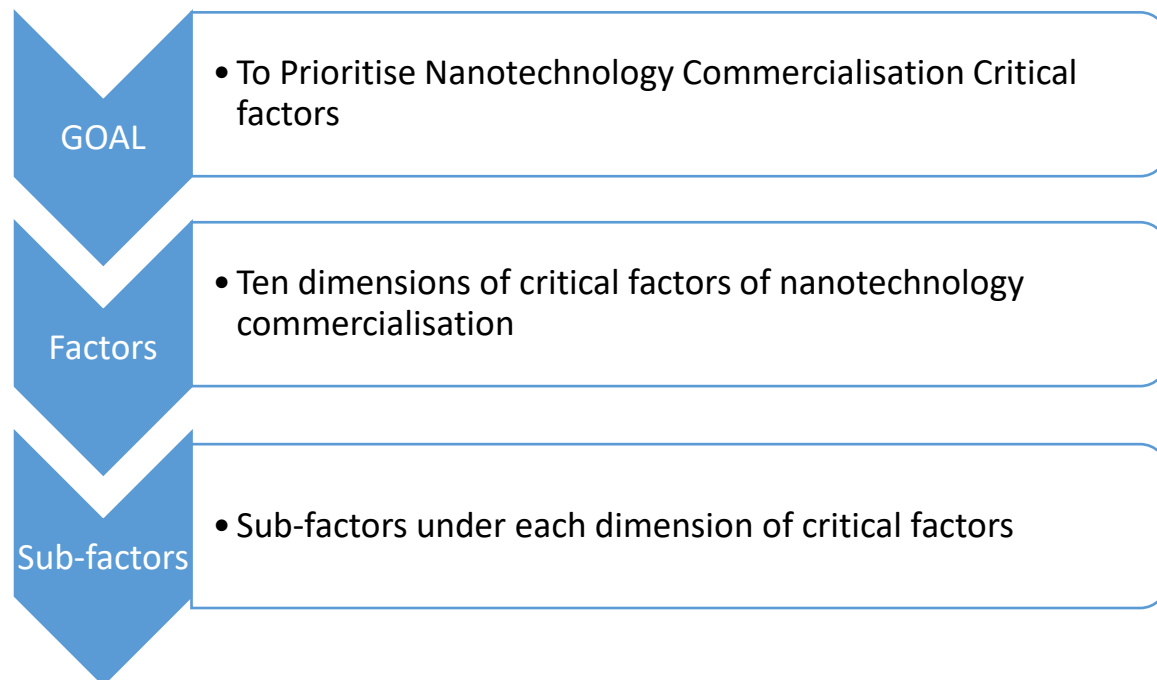 GOAL
• To Prioritise Nanotechnology Commercialisation Critical
factors
Factors
• Ten dimensions of critical factors of nanotechnology
commercialisation
Sub-factors
• Sub-factors under each dimension of critical factors